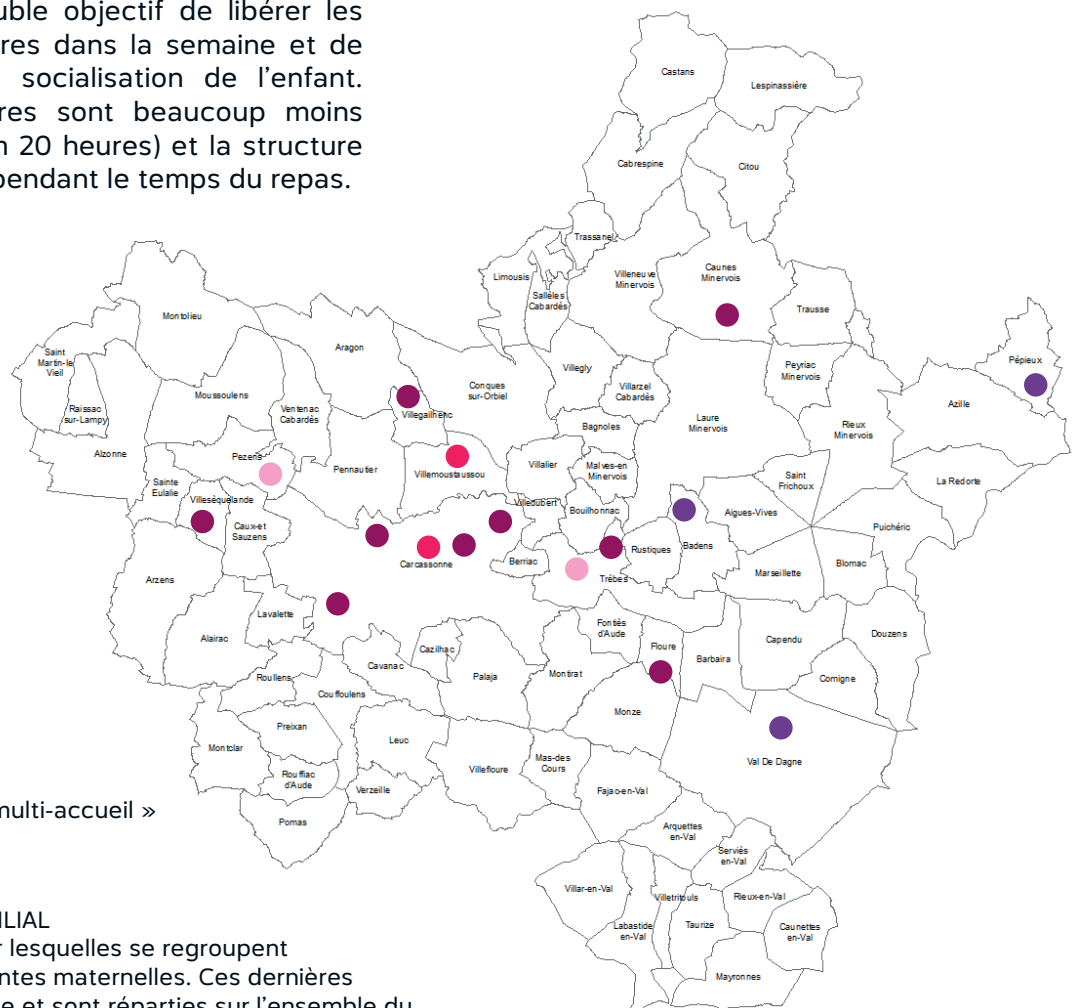 uble objectif de libérer les
res dans la semaine et de
socialisation de l'enfant.
res sont beaucoup moins
n 20 heures) et la structure
pendant le temps du repas.
Castans
Lespinassière
Cabrespine
Citou
Trassanel
Limousis
Villeneuve
Minervois
Caunes
Minervois
Sallèles
Cabardès
Trausse
Montolieu
Aragon
Saint
Martin-le
Vieil
Pépieux
Villegly
Peyriac
Minervois
Moussoulens
Conques
sur-Orbiel
Villarzel
Cabardès
Azille
Raissac
sur-Lampy
Ventenac
Cabardès
Villegailhenc
Laure
Minervois
Bagnoles
Rieux
Minervois
Alzonne
Pezens
Pennautier
Villemoustaussou
Villalier
Malves-en
Minervois
Saint
Frichoux
La Redorte
Sainte
Eulalie
Villesèquelande
Villedubert
Bouilhonnac
Aigues-Vives
Puichéric
Caux-et
Sauzens
Carcassonne
Berriac
Rustiques
Badens
Blomac
Arzens
Trèbes
Marseillette
Lavalette
Alairac
Fontiès
d'Aude
Floure
Capendu
Douzens
Cazilhac
Cavanac
Palaja
Montirat
Barbaira
Comigne
Roullens
Couffoulens
Monze
Preixan
Leuc
Montclar
Villefloure
Mas-des
Cours
Val De Dagne
Rouffiac
d'Aude
Verzeille
Fajac-en-Val
multi-accueil »
Pomas
Arquettes
en-Val
Serviès
en-Val
Villar-en-Val
Villetritouls
Rieux-en-Val
ILIAL
Labastide
en-Val
Taurize
Caunettes
en-Val
r lesquelles se regroupent
ntes maternelles. Ces dernières
Mayronnes
e et sont réparties sur l'ensemble du